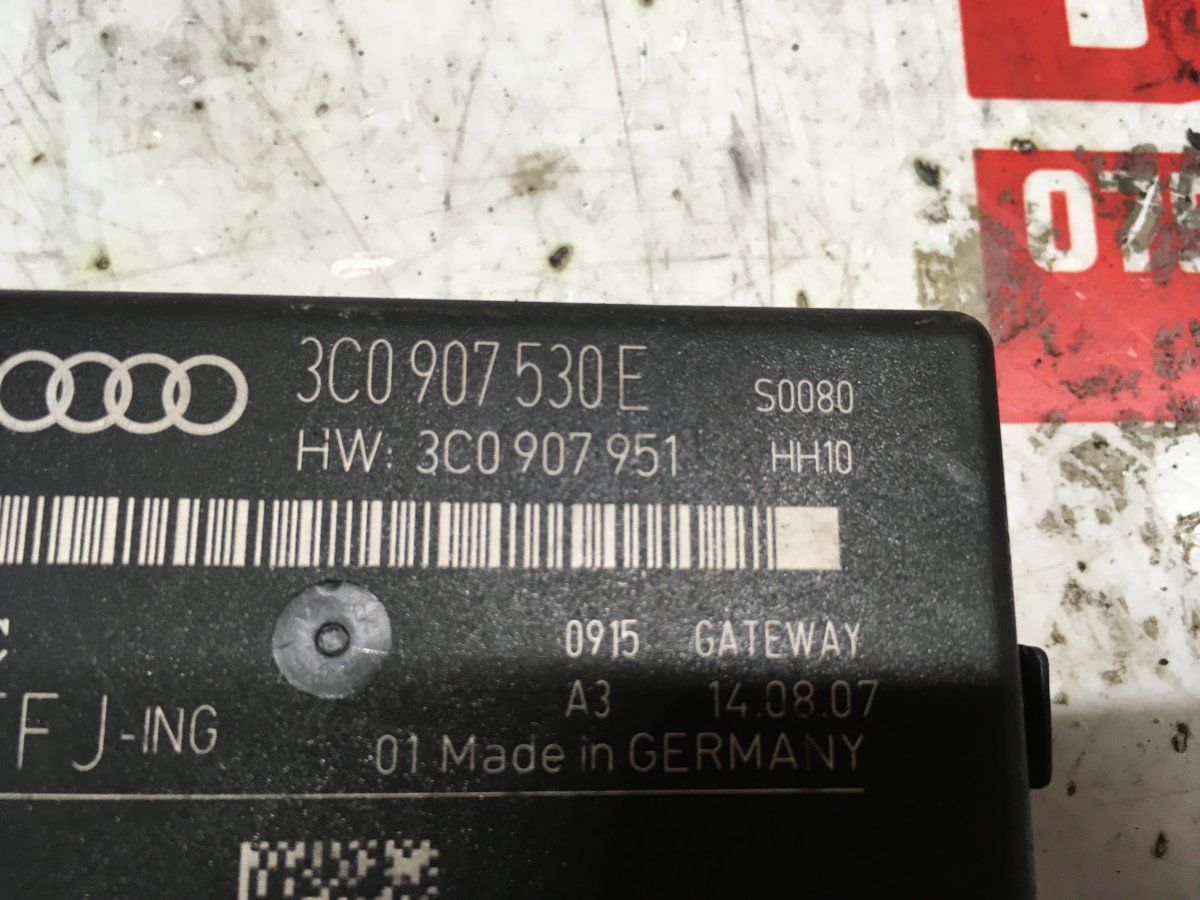 3C0 907 530 E S0080
HW: 3C0 907 951 HH10
0915 GATEWAY
A3 14.08.07
F J-ING
01 Made in GERMANY